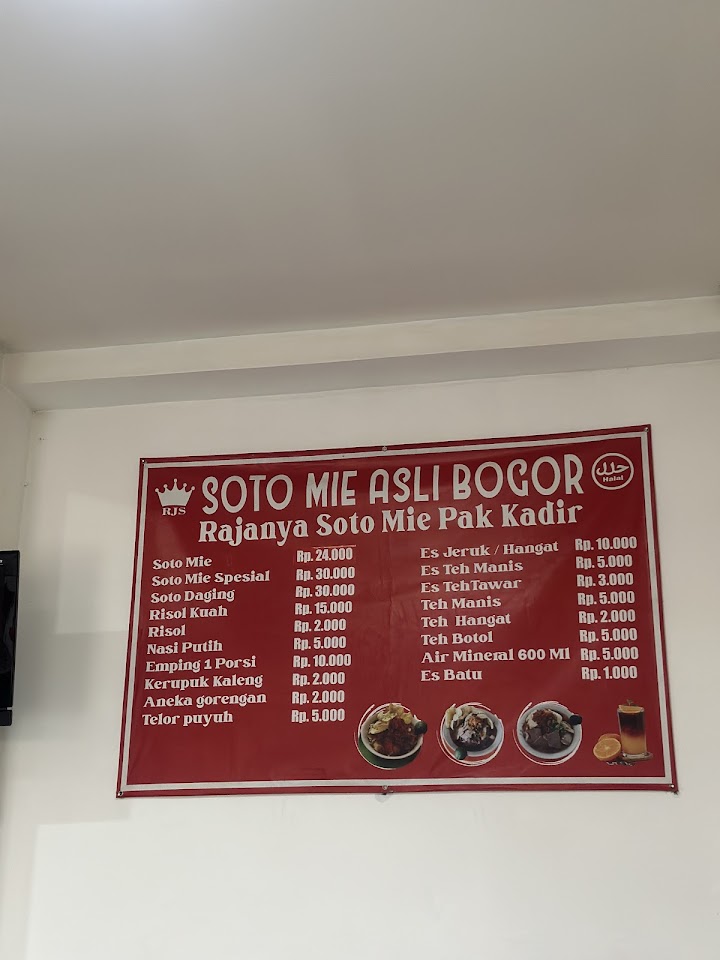 RJS
SOTO MIE ASLI BOGOR
حلال
Halal
Rajanya Soto Mie Pak Kadir
Soto Mie Rp. 24.000
Soto Mie Spesial Rp. 30.000
Soto Daging Rp. 30.000
Risol Kuah Rp. 15.000
Risol Rp. 2.000
Nasi Putih Rp. 5.000
Emping 1 Porsi Rp. 10.000
Kerupuk Kaleng Rp. 2.000
Aneka gorengan Rp. 2.000
Telor puyuh Rp. 5.000
Es Jeruk / Hangat Rp. 10.000
Es Teh Manis Rp. 5.000
Es TehTawar Rp. 3.000
Teh Manis Rp. 5.000
Teh Hangat Rp. 2.000
Teh Botol Rp. 5.000
Air Mineral 600 Ml Rp. 5.000
Es Batu Rp. 1.000